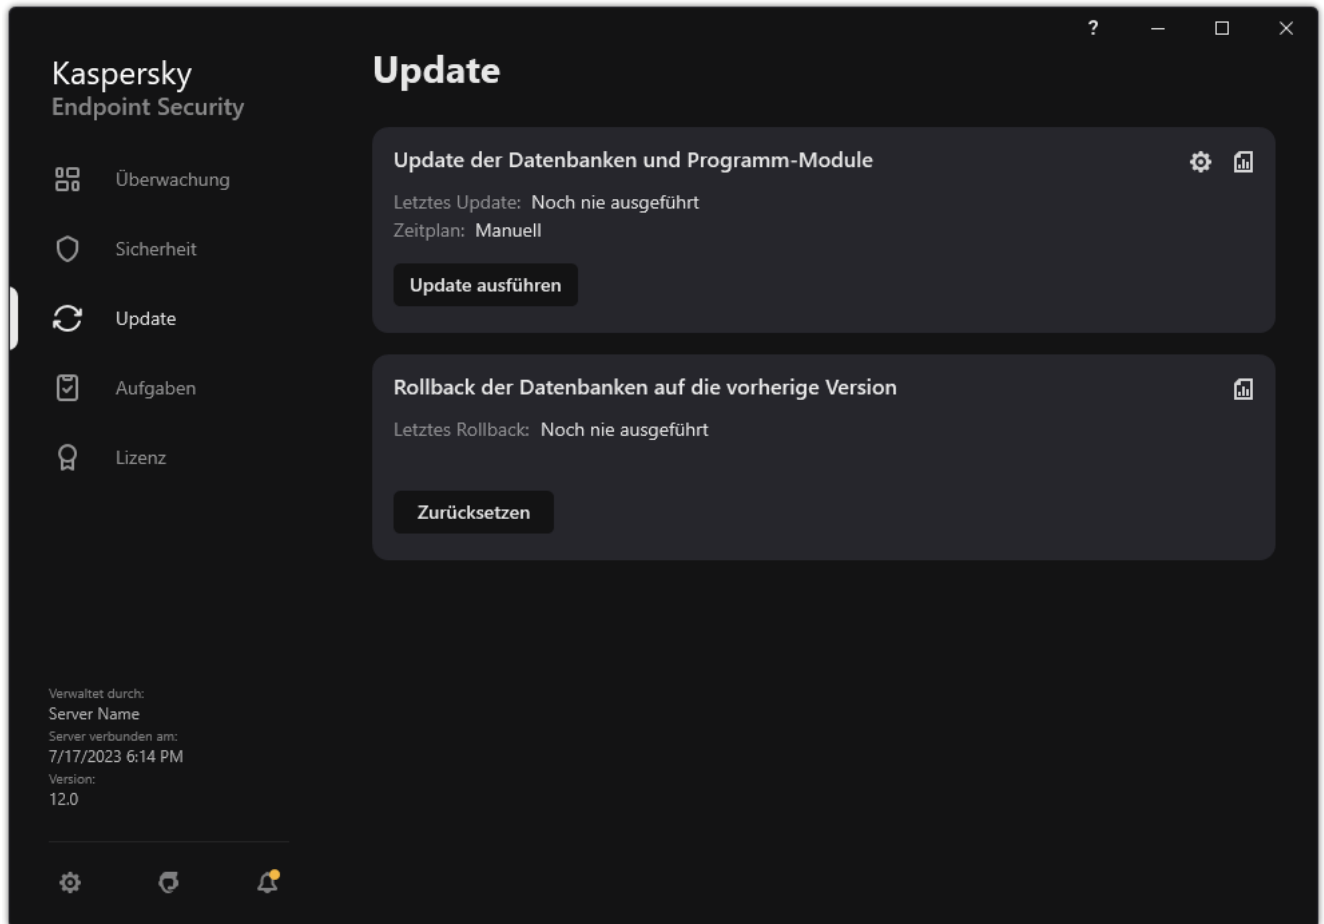 ?
Kaspersky
Endpoint Security
Überwachung
Sicherheit
Update
Aufgaben
Lizenz
Verwaltet durch:
Server Name
Server verbunden am:
7/17/2023 6:14 PM
Version:
12.0
Update
Update der Datenbanken und Programm-Module
Letztes Update: Noch nie ausgeführt
Zeitplan: Manuell
Update ausführen
Rollback der Datenbanken auf die vorherige Version
Letztes Rollback: Noch nie ausgeführt
Zurücksetzen